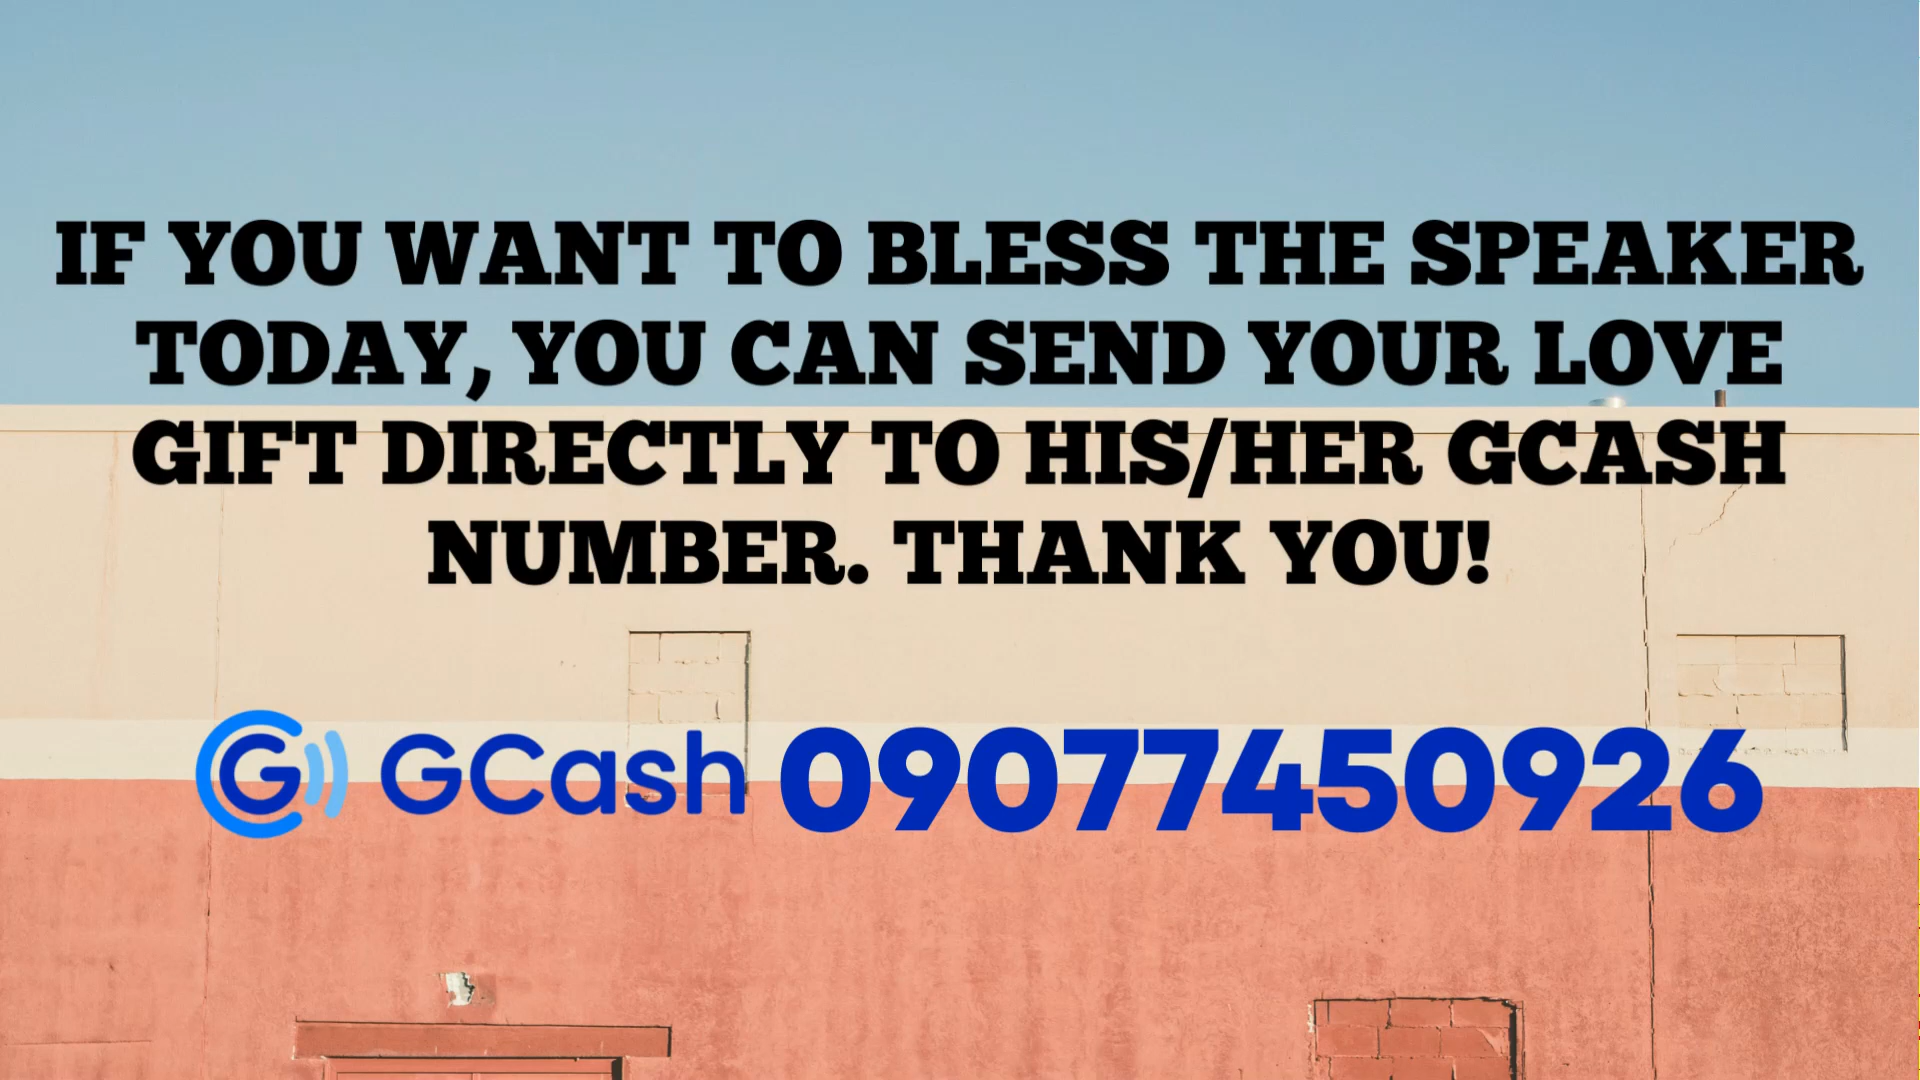 IF YOU WANT TO BLESS THE SPEAKER
TODAY, YOU CAN SEND YOUR LOVE
GIFT DIRECTLY TO HIS/HER GCASH
NUMBER. THANK YOU!
G GCash 09077450926